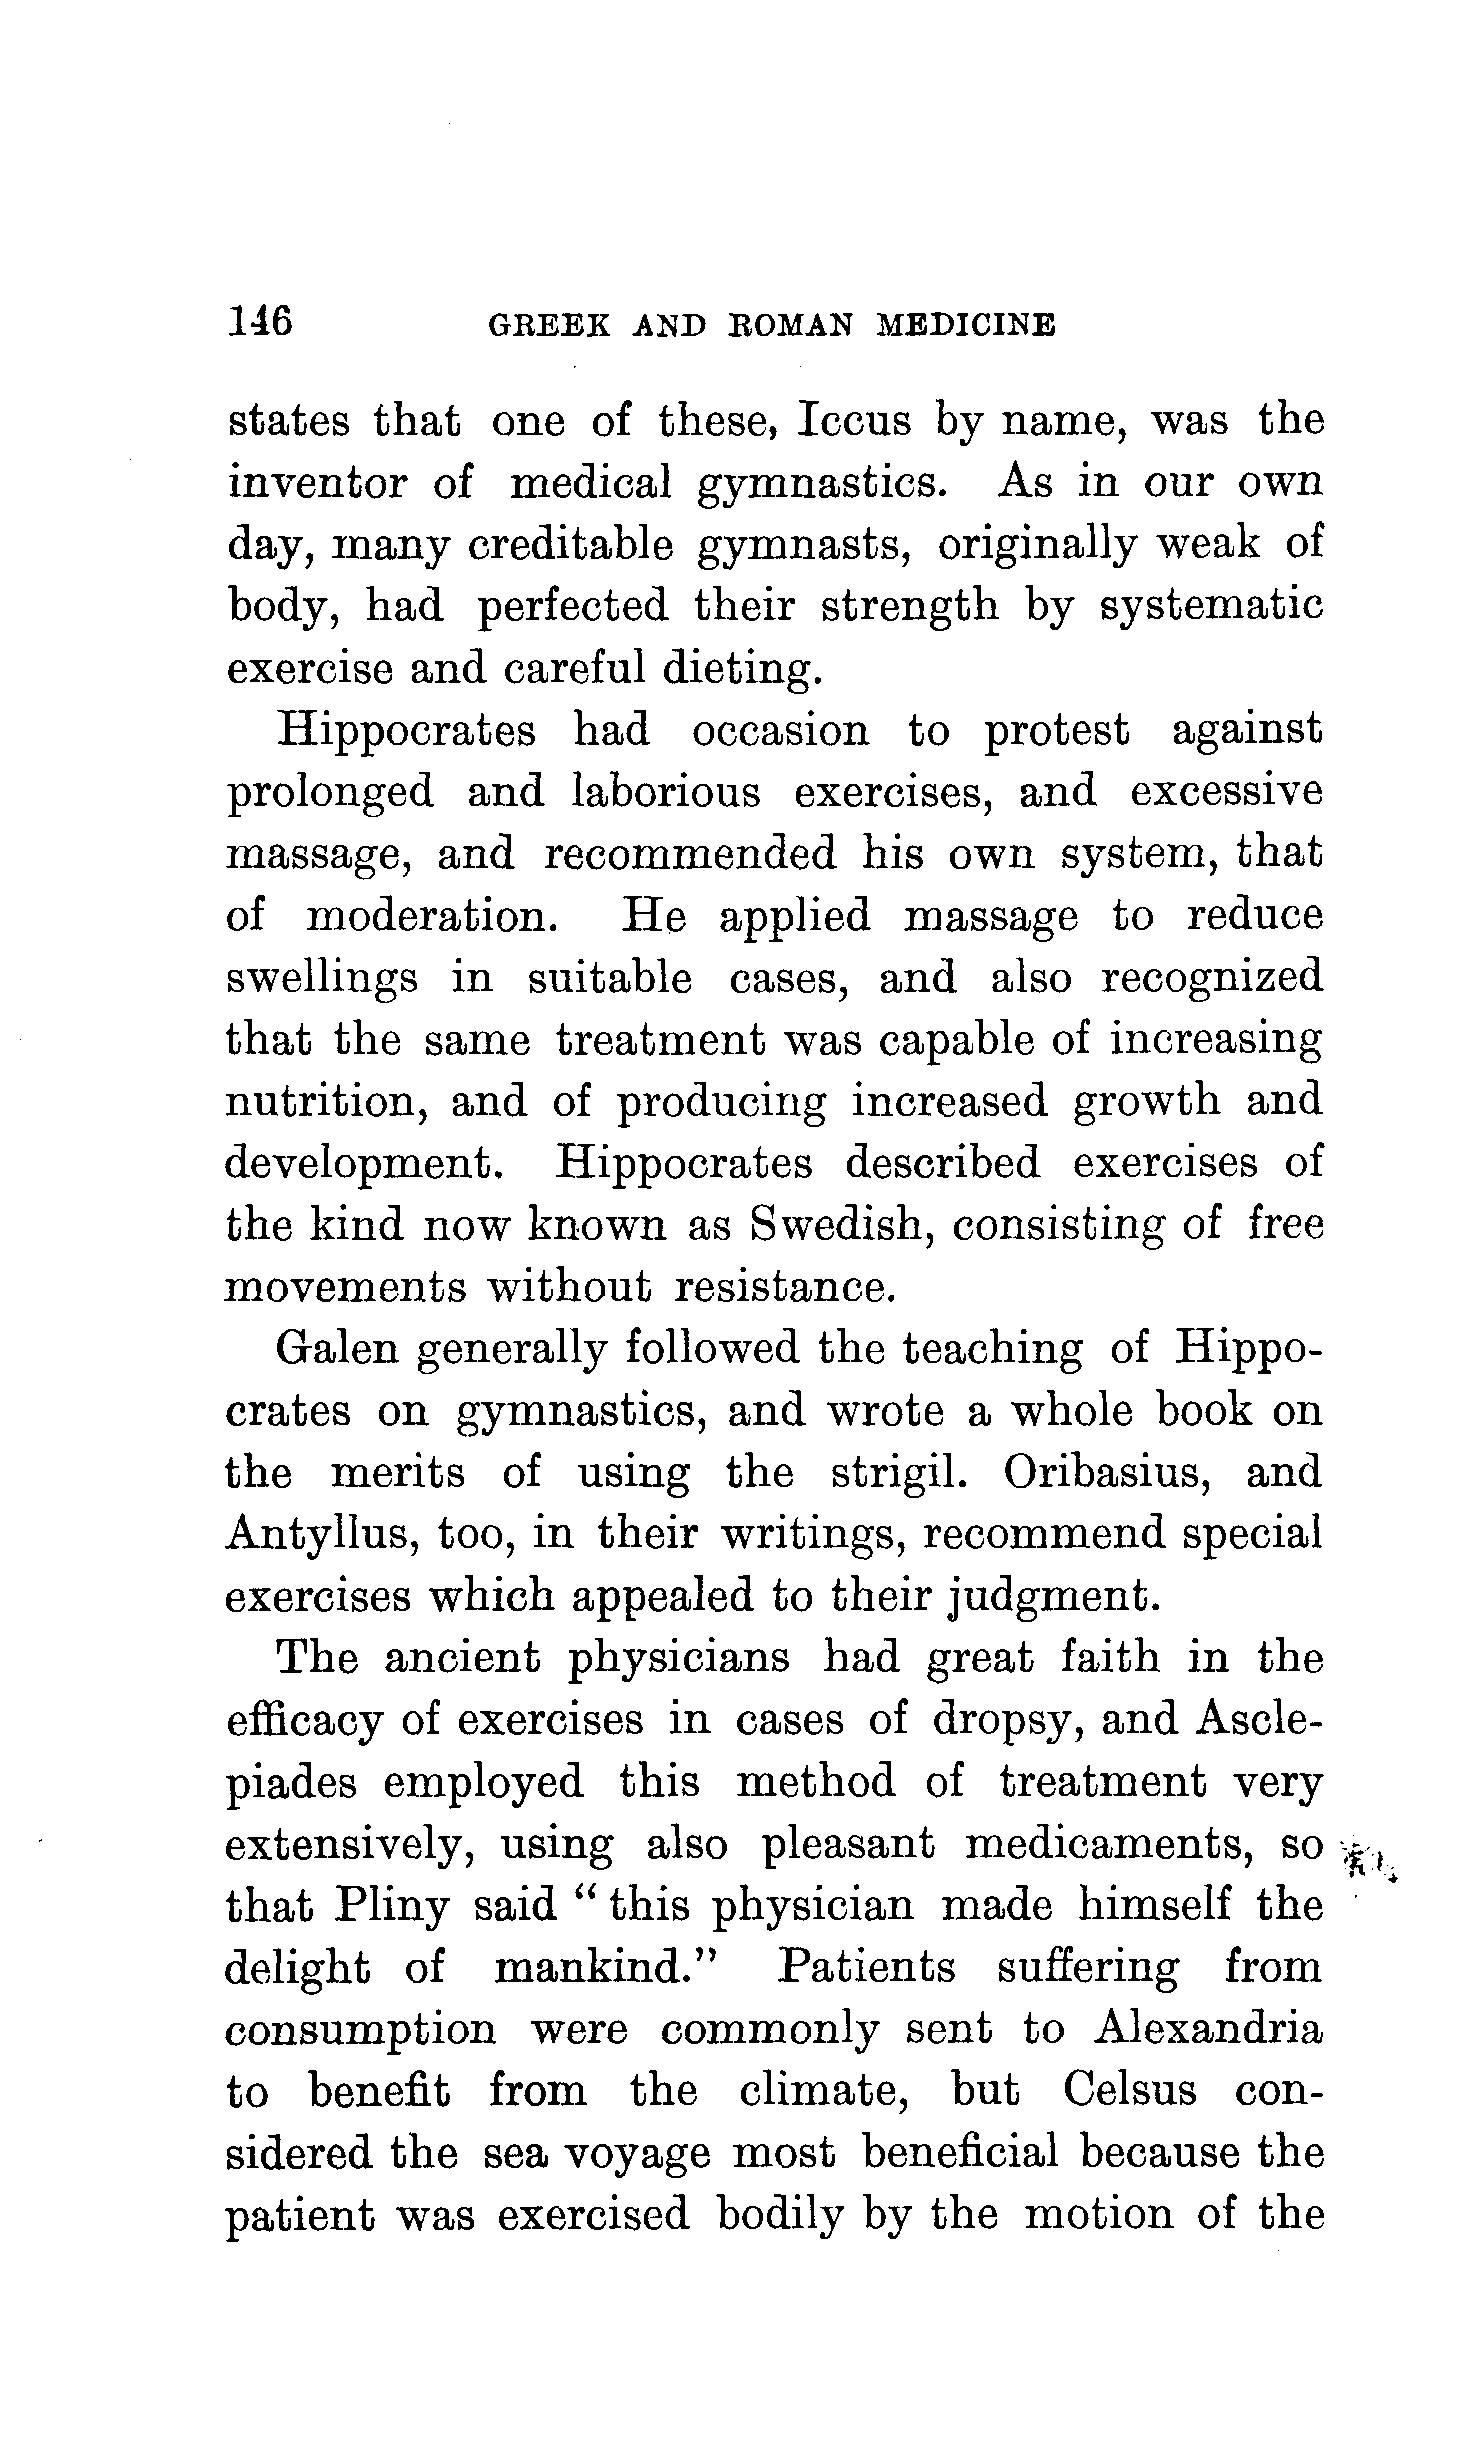 146 GREEK AND ROMAN MEDICINE
states that one of these, Iccus by name, was the
inventor of medical gymnastics. As in our own
day, many creditable gymnasts, originally weak of
body, had perfected their strength by systematic
exercise and careful dieting.
Hippocrates had occasion to protest against
prolonged and laborious exercises, and excessive
massage, and recommended his own system, that
of moderation. He applied massage to reduce
swellings in suitable cases, and also recognized
that the same treatment was capable of increasing
nutrition, and of producing increased growth and
development. Hippocrates described exercises of
the kind now known as Swedish, consisting of free
movements without resistance.
Galen generally followed the teaching of Hippo-
crates on gymnastics, and wrote a whole book on
the merits of using the strigil. Oribasius, and
Antyllus, too, in their writings, recommend special
exercises which appealed to their judgment.
The ancient physicians had great faith in the
efficacy of exercises in cases of dropsy, and Ascle-
piades employed this method of treatment very
extensively, using also pleasant medicaments, so
that Pliny said " this physician made himself the
delight of mankind." Patients suffering from
consumption were commonly sent to Alexandria
to benefit from the climate, but Celsus con-
sidered the sea voyage most beneficial because the
patient was exercised bodily by the motion of the